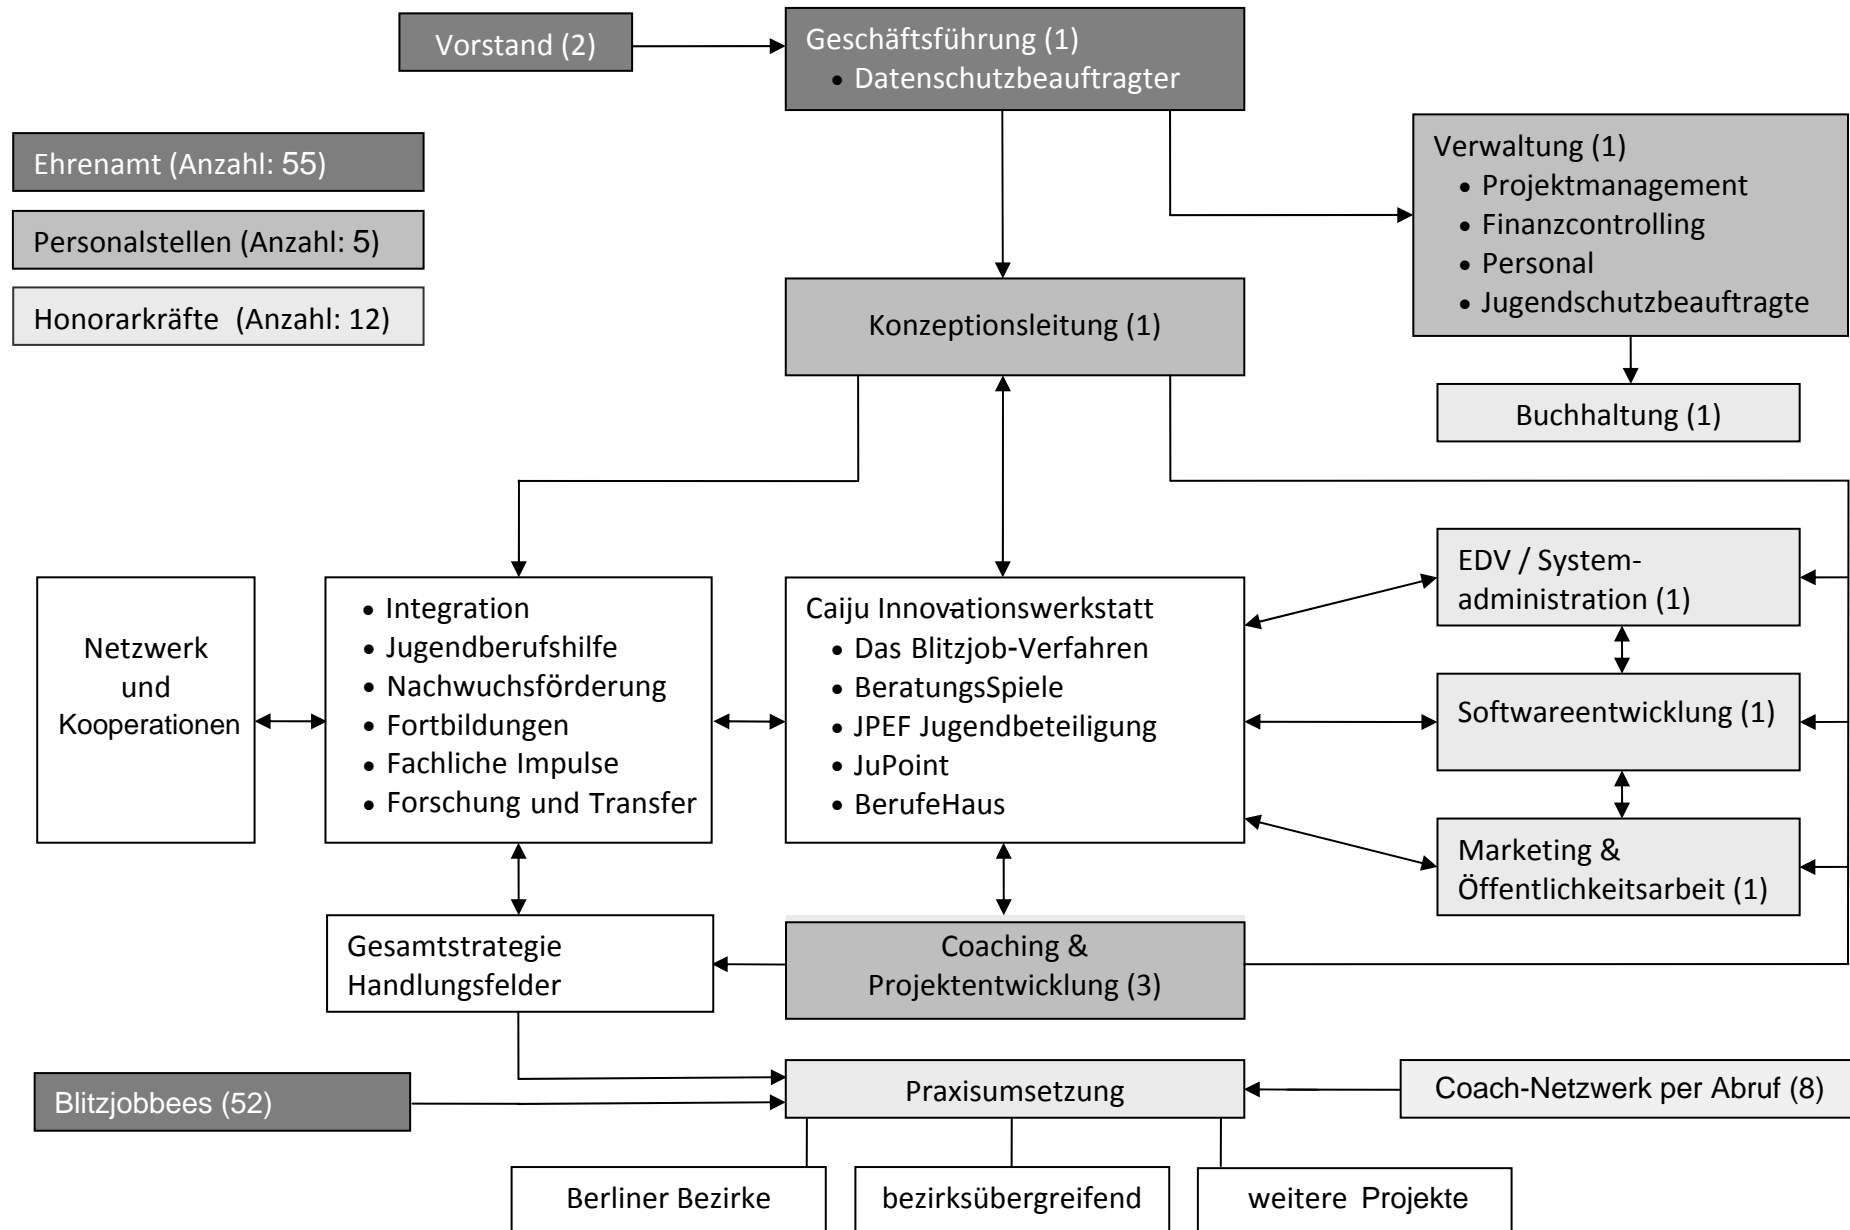 Vorstand (2)
Geschäftsführung (1)
• Datenschutzbeauftragter
Ehrenamt (Anzahl: 55)
Personalstellen (Anzahl: 5)
Honorarkräfte (Anzahl: 12)
Verwaltung (1)
• Projektmanagement
• Finanzcontrolling
• Personal
• Jugendschutzbeauftragte
Konzeptionsleitung (1)
Buchhaltung (1)
Netzwerk
und
Kooperationen
• Integration
• Jugendberufshilfe
• Nachwuchsförderung
• Fortbildungen
• Fachliche Impulse
• Forschung und Transfer
Caiju Innovationswerkstatt
• Das Blitzjob-Verfahren
• BeratungsSpiele
• JPEF Jugendbeteiligung
• JuPoint
• BerufeHaus
EDV / System-
administration (1)
Softwareentwicklung (1)
Marketing &
Öffentlichkeitsarbeit (1)
Gesamtstrategie
Handlungsfelder
Coaching &
Projektentwicklung (3)
Blitzjobbees (52)
Praxisumsetzung
Coach-Netzwerk per Abruf (8)
Berliner Bezirke
bezirksübergreifend
weitere Projekte